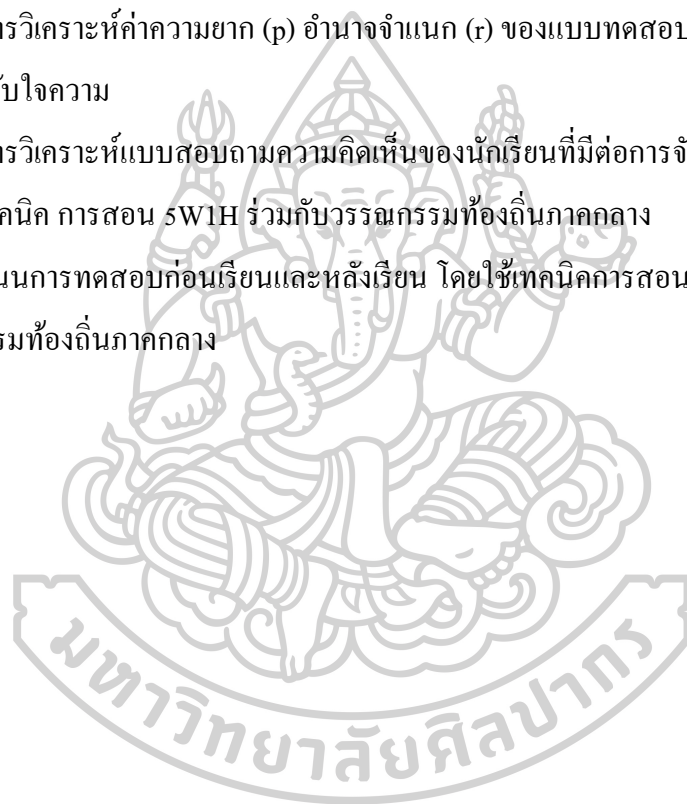 ารวิเคราะห์ค่าความยาก (p) อำนาจจำแนก (r) ของแบบทดสอบ
ับใจความ
ารวิเคราะห์แบบสอบถามความคิดเห็นของนักเรียนที่มีต่อการจั
คนิค การสอน 5W1H ร่วมกับวรรณกรรมท้องถิ่นภาคกลาง
นนการทดสอบก่อนเรียนและหลังเรียน โดยใช้เทคนิคการสอน
รมท้องถิ่นภาคกลาง
มหาวิทยาลัยศิลปากร